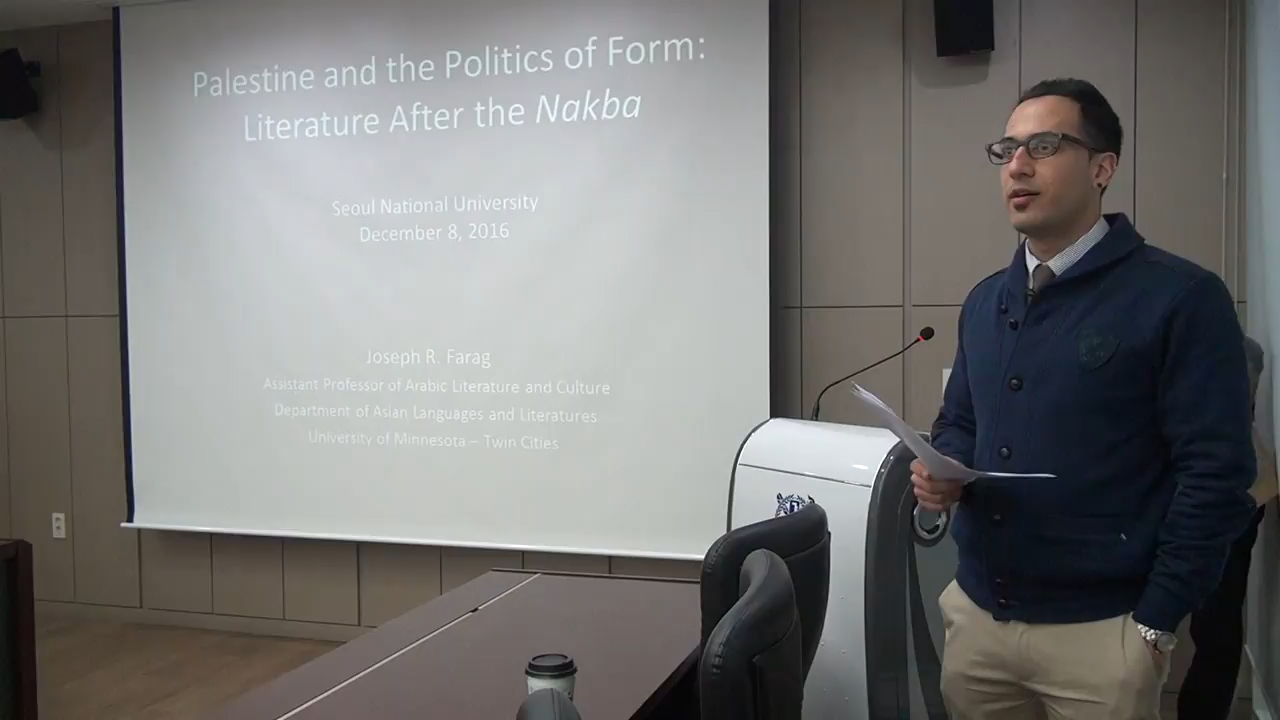 Palestine and the Politics of Form:
Literature After the Nakba
Seoul National University
December 8, 2016
Joseph R. Farag
Assistant Professor of Arabic Literature and Culture
Department of Asian Languages and Literatures
University of Minnesota – Twin Cities